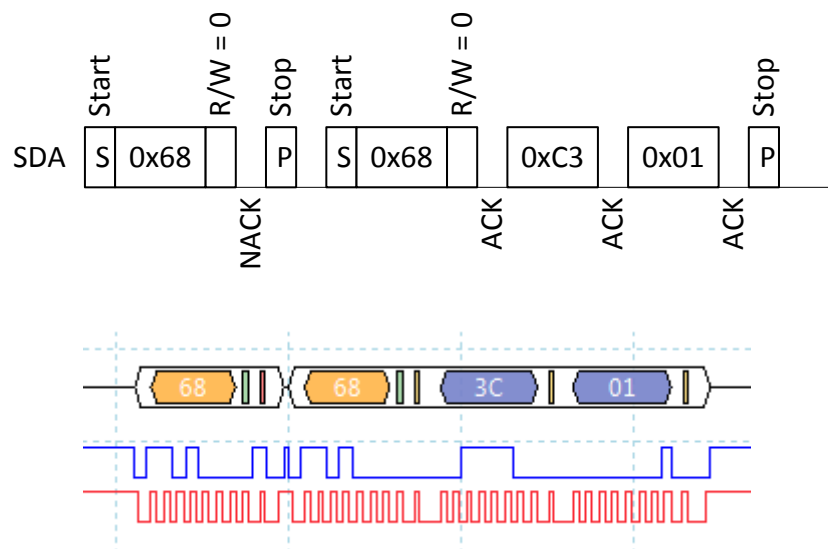 Start
R/W = 0
Stop
Start
R/W = 0
Stop
SDA S 0x68 P S 0x68 0xC3 0x01 P
NACK
ACK
ACK
ACK
68 68 3C 01